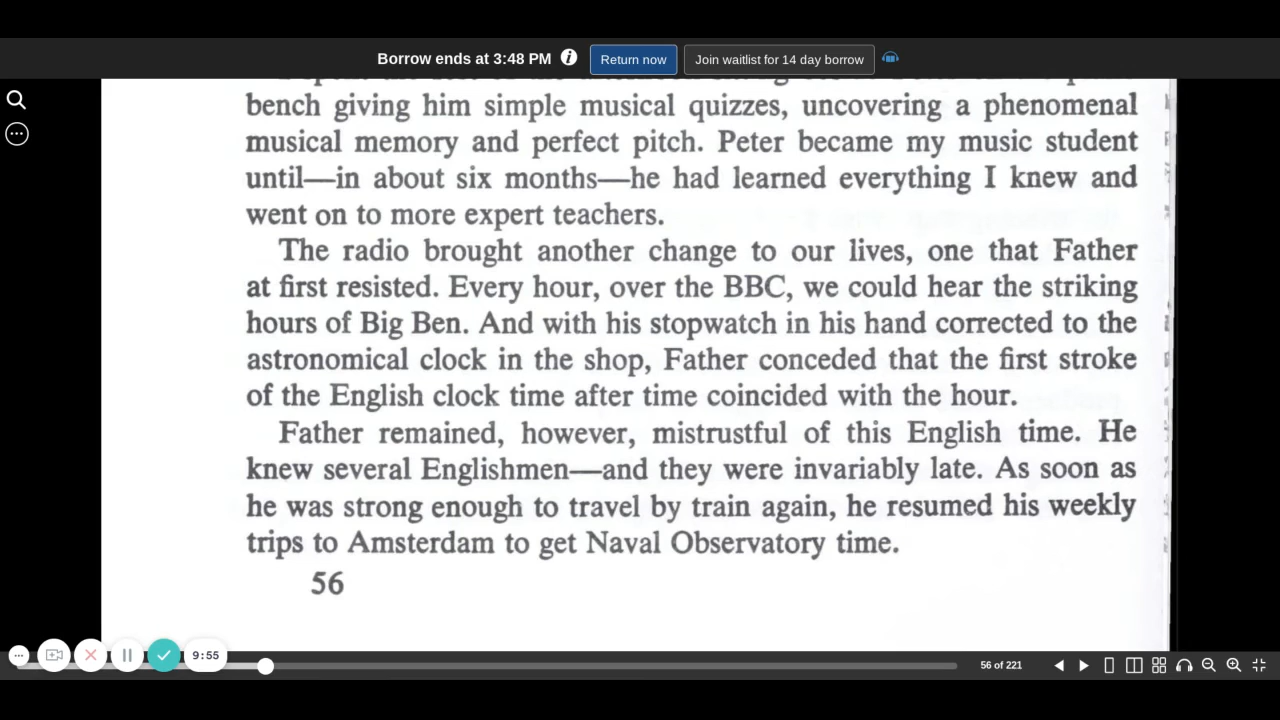 Borrow ends at 3:48 PM
Return now
Join waitlist for 14 day borrow
bench giving him simple musical quizzes, uncovering a phenomenal
musical memory and perfect pitch. Peter became my music student
until—in about six months—he had learned everything I knew and
went on to more expert teachers.
The radio brought another change to our lives, one that Father
at first resisted. Every hour, over the BBC, we could hear the striking
hours of Big Ben. And with his stopwatch in his hand corrected to the
astronomical clock in the shop, Father conceded that the first stroke
of the English clock time after time coincided with the hour.
Father remained, however, mistrustful of this English time. He
knew several Englishmen—and they were invariably late. As soon as
he was strong enough to travel by train again, he resumed his weekly
trips to Amsterdam to get Naval Observatory time.
56
9:55
56 of 221